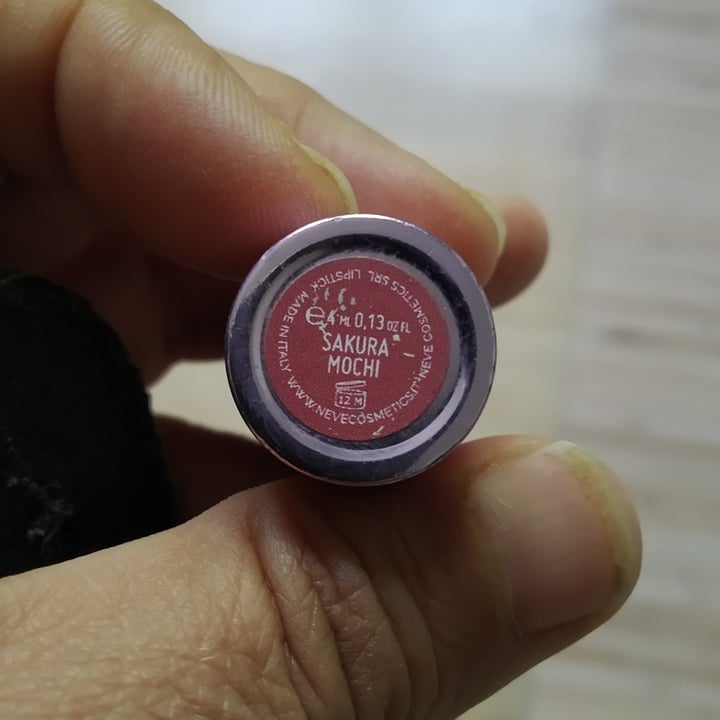 ℮ 4 ML 0,13 OZ FL
SAKURA
MOCHI
12 M
NEVE COSMETICS SRL LIPSTICK MADE IN ITALY WWW.NEVECOSMETICS.IT